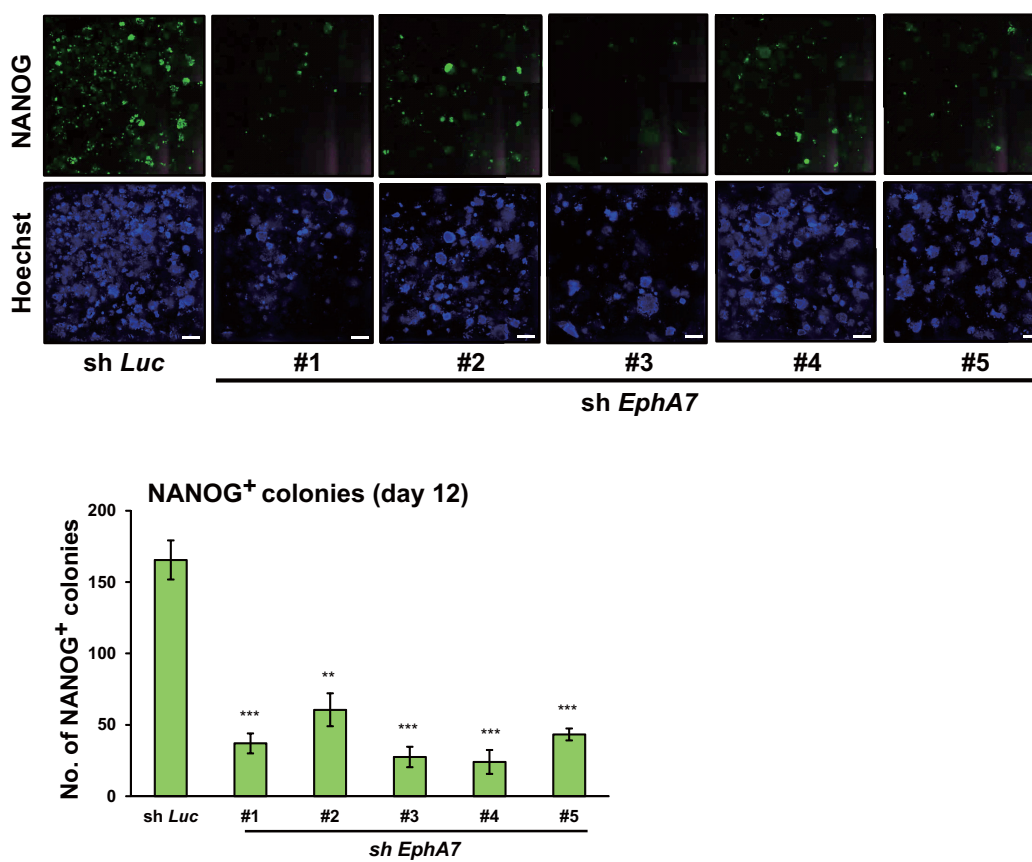 NANOG
Hoechst
sh Luc #1 #2 #3 #4 #5
sh EphA7
NANOG+ colonies (day 12)
No. of NANOG+ colonies
200
150
100
50
0
***
**
***
***
***
sh Luc #1 #2 #3 #4 #5
sh EphA7